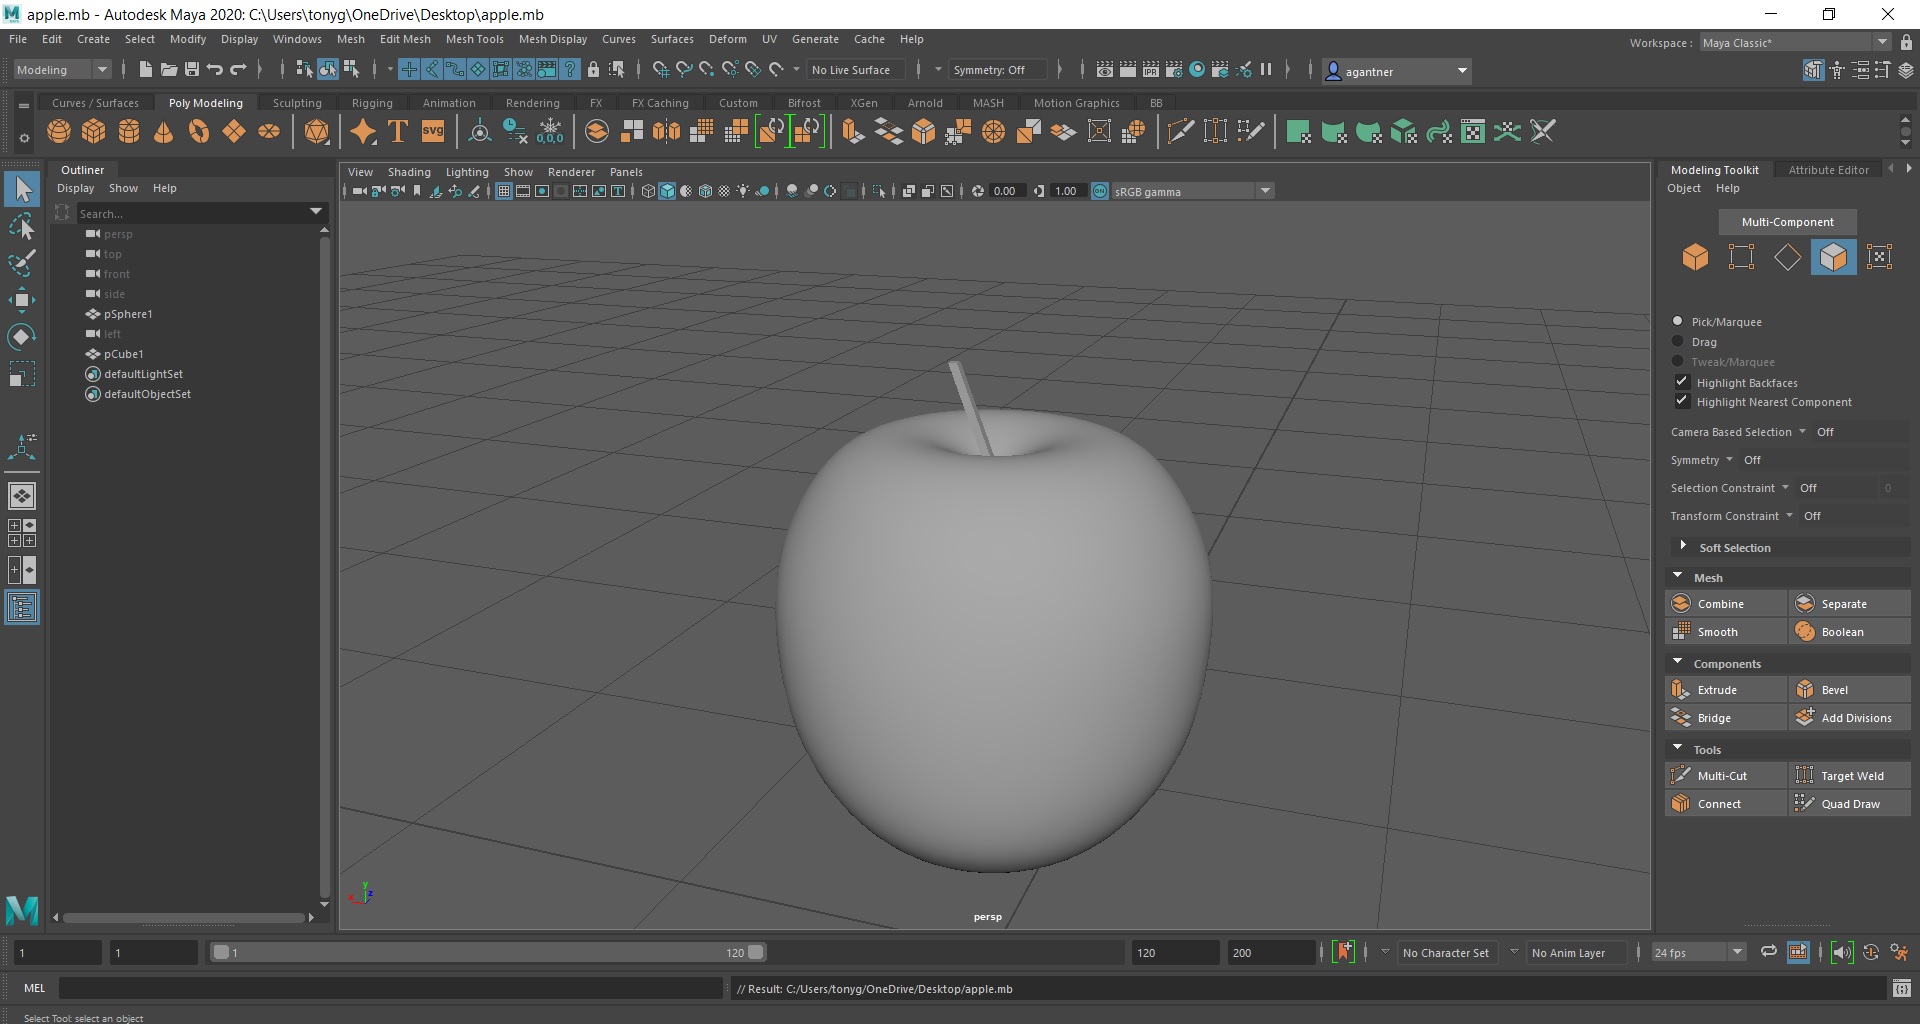 apple.mb - Autodesk Maya 2020: C:\Users\tonyg\OneDrive\Desktop\apple.mb
File Edit Create Select Modify Display Windows Mesh Edit Mesh Mesh Tools Mesh Display Curves Surfaces Deform UV Generate Cache Help
Workspace : Maya Classic*
Modeling No Live Surface Symmetry: Off IPR agantner
Curves / Surfaces Poly Modeling Sculpting Rigging Animation Rendering FX FX Caching Custom Bifrost XGen Arnold MASH Motion Graphics BB
T SVG 0,0,0
Outliner
Display Show Help
Search...
persp
top
front
side
pSphere1
left
pCube1
defaultLightSet
defaultObjectSet
View Shading Lighting Show Renderer Panels
0.00 1.00 ON sRGB gamma
y
x z
persp
Modeling Toolkit Attribute Editor
Object Help
Multi-Component
Pick/Marquee
Drag
Tweak/Marquee
Highlight Backfaces
Highlight Nearest Component
Camera Based Selection Off
Symmetry Off
Selection Constraint Off 0
Transform Constraint Off
Soft Selection
Mesh
Combine Separate
Smooth Boolean
Components
Extrude Bevel
Bridge Add Divisions
Tools
Multi-Cut Target Weld
Connect Quad Draw
M
1 1 1 120 120 200 No Character Set No Anim Layer 24 fps
MEL // Result: C:/Users/tonyg/OneDrive/Desktop/apple.mb
Select Tool: select an object